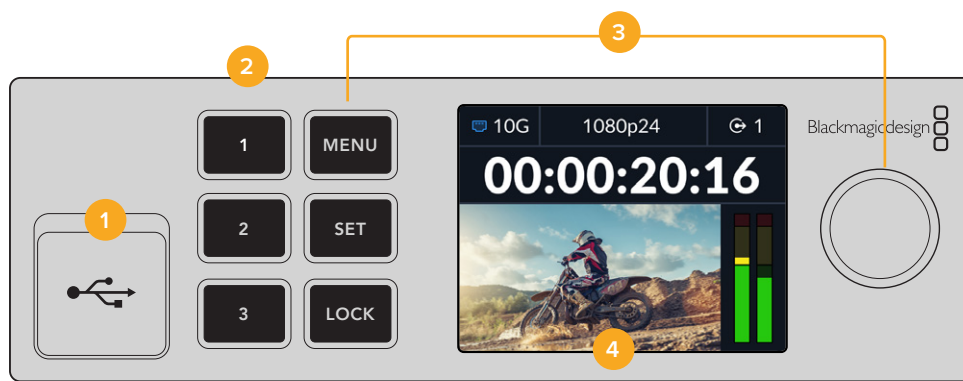 3
2
1 MENU
10G 1080p24 1
Blackmagicdesign
00:00:20:16
1
2 SET
3 LOCK
4